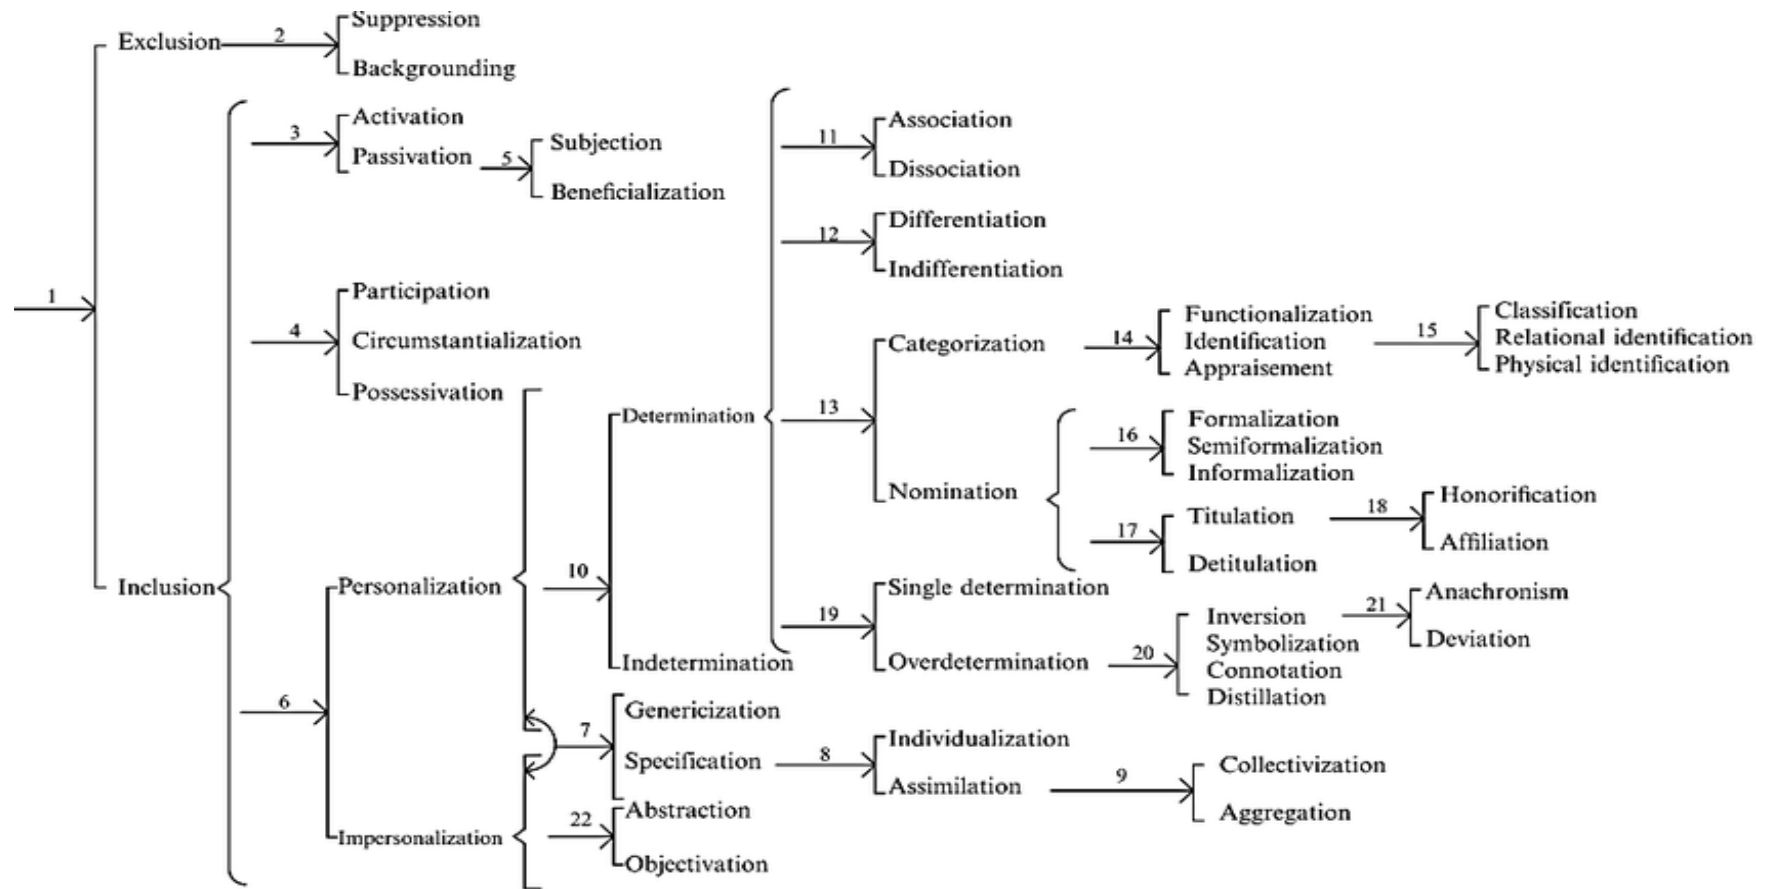 Suppression
Exclusion 2
Backgrounding
Activation
3
Passivation 5 Subjection
Beneficialization
Participation
1
4 Circumstantialization
Possessivation
Inclusion
6
Personalization
Impersonalization
10
Determination
Indetermination
7
Genericization
Specification 8
22
Abstraction
Objectivation
11
Association
Dissociation
12
Differentiation
Indifferentiation
13
Categorization 14
Functionalization
Identification 15
Appraisement
Classification
Relational identification
Physical identification
Nomination
16
Formalization
Semiformalization
Informalization
17
Titulation 18
Detitulation
Honorification
Affiliation
19
Single determination
Overdetermination 20
Inversion 21
Symbolization
Connotation
Distillation
Anachronism
Deviation
Individualization
Assimilation 9
Collectivization
Aggregation